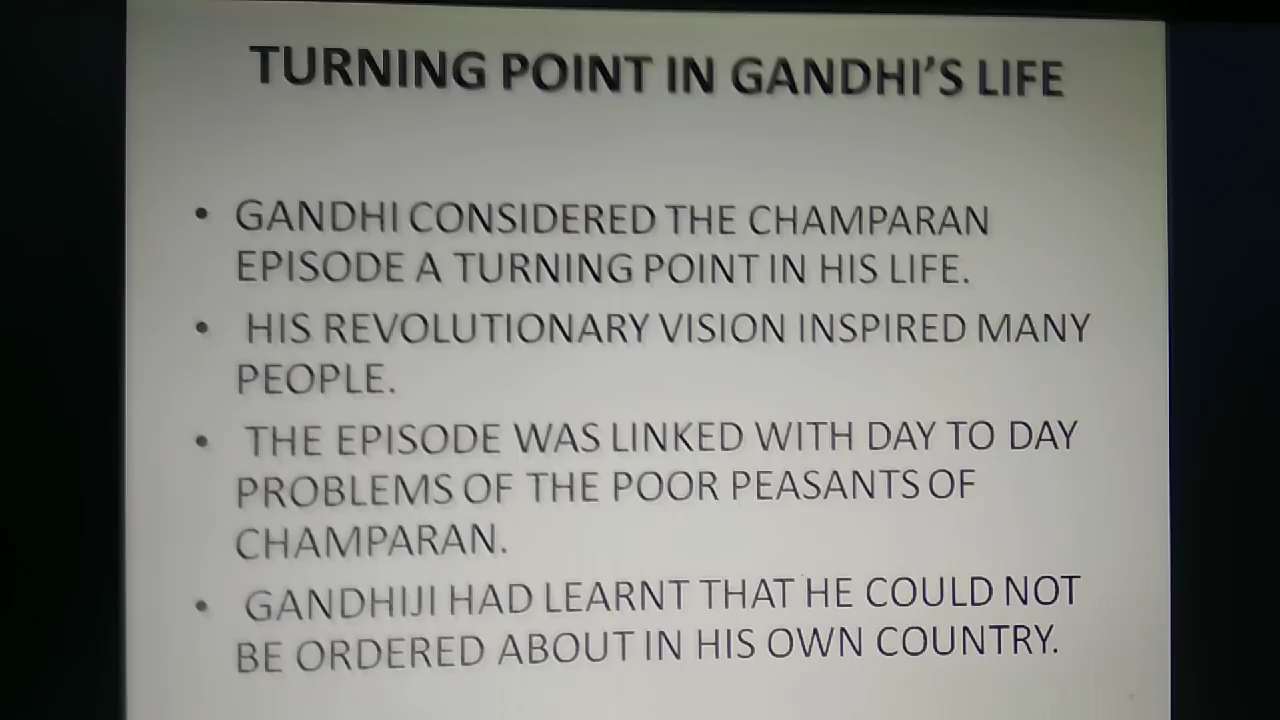 TURNING POINT IN GANDHI'S LIFE
• GANDHI CONSIDERED THE CHAMPARAN
EPISODE A TURNING POINT IN HIS LIFE.
• HIS REVOLUTIONARY VISION INSPIRED MANY
PEOPLE.
• THE EPISODE WAS LINKED WITH DAY TO DAY
PROBLEMS OF THE POOR PEASANTS OF
CHAMPARAN.
• GANDHIJI HAD LEARNT THAT HE COULD NOT
BE ORDERED ABOUT IN HIS OWN COUNTRY.